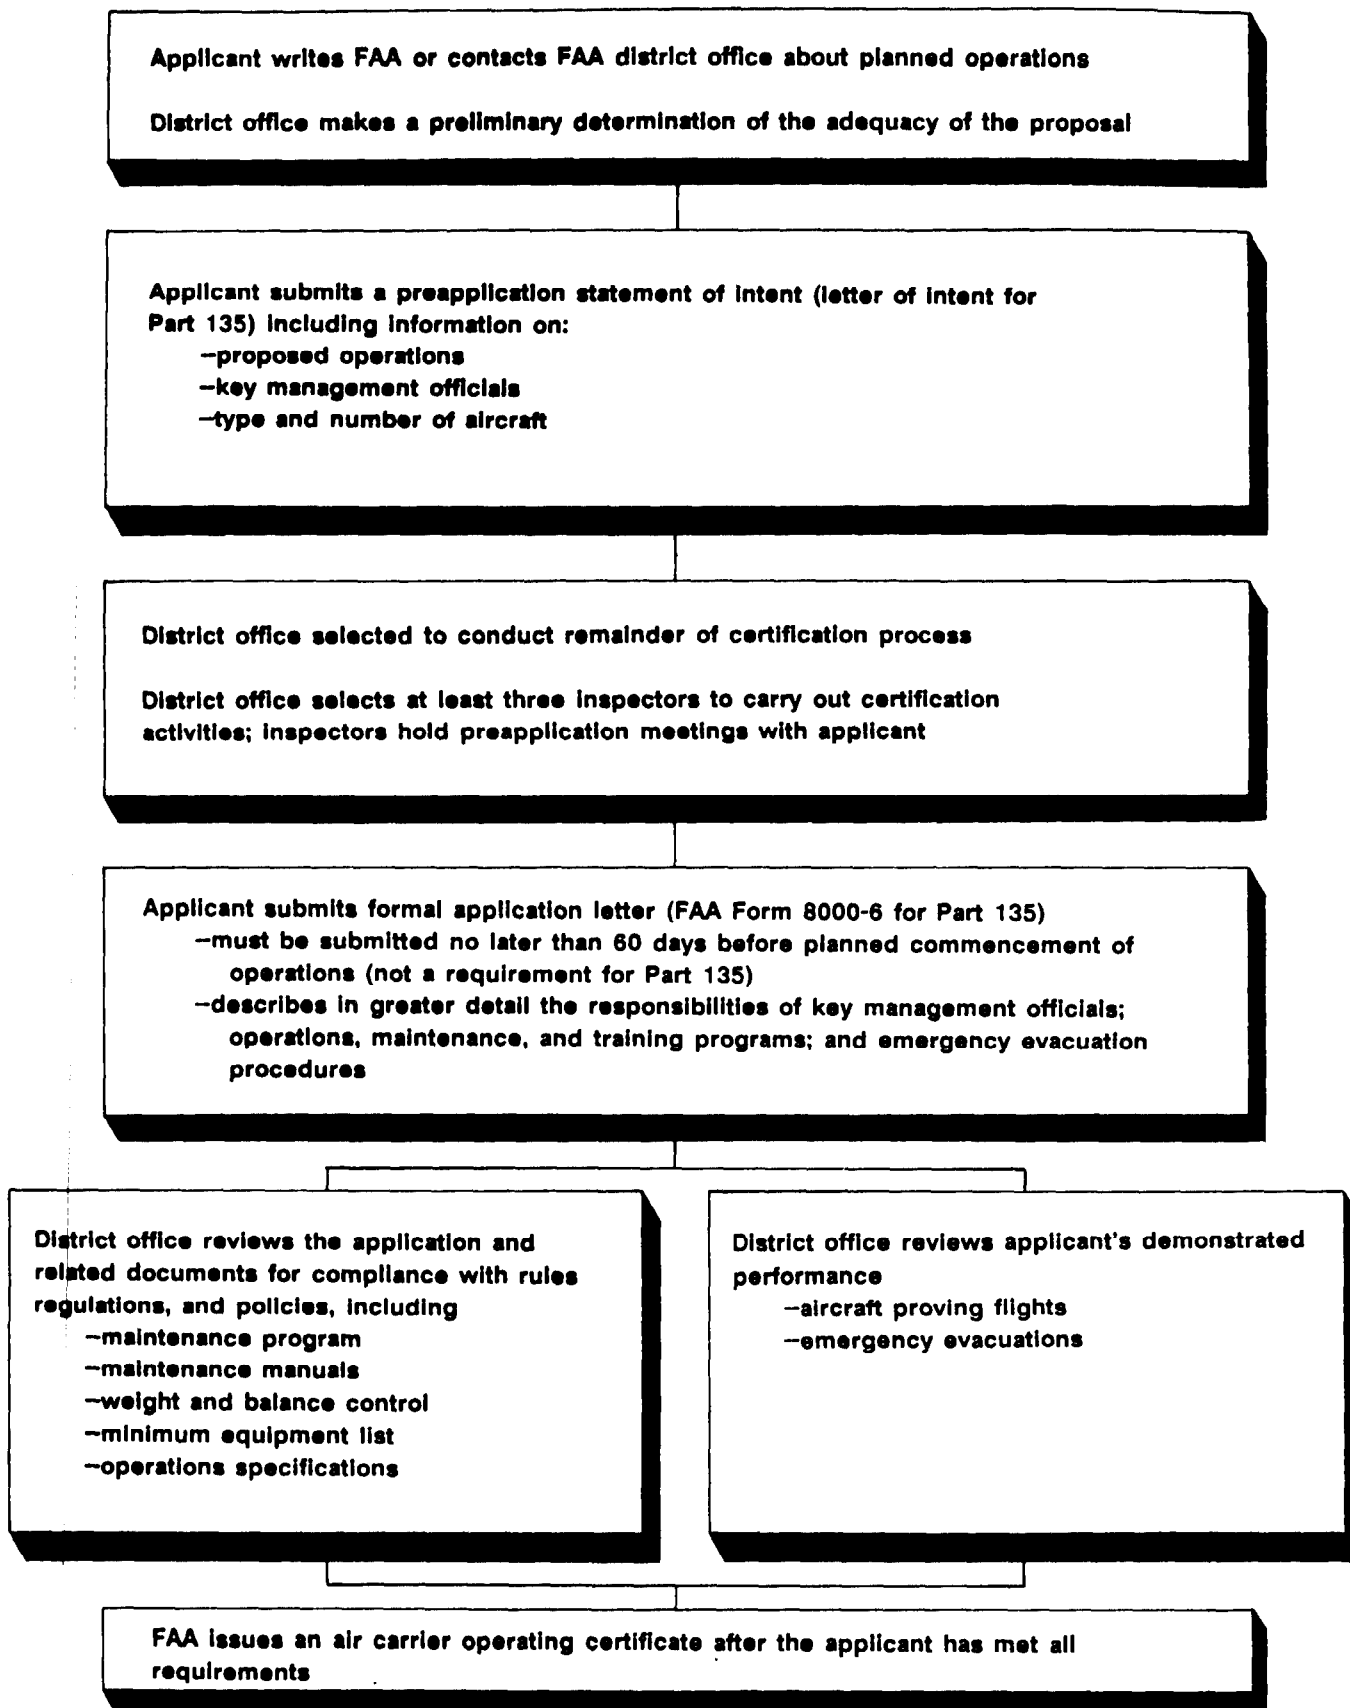 Applicant writes FAA or contacts FAA district office about planned operations
District office makes a preliminary determination of the adequacy of the proposal
Applicant submits a preapplication statement of intent (letter of intent for
Part 135) including information on:
—proposed operations
—key management officials
—type and number of aircraft
District office selected to conduct remainder of certification process
District office selects at least three inspectors to carry out certification
activities; inspectors hold preapplication meetings with applicant
Applicant submits formal application letter (FAA Form 8000-6 for Part 135)
—must be submitted no later than 60 days before planned commencement of
operations (not a requirement for Part 135)
—describes in greater detail the responsibilities of key management officials;
operations, maintenance, and training programs; and emergency evacuation
procedures
District office reviews the application and
related documents for compliance with rules
regulations, and policies, including
—maintenance program
—maintenance manuals
—weight and balance control
—minimum equipment list
—operations specifications
District office reviews applicant's demonstrated
performance
—aircraft proving flights
—emergency evacuations
FAA issues an air carrier operating certificate after the applicant has met all
requirements